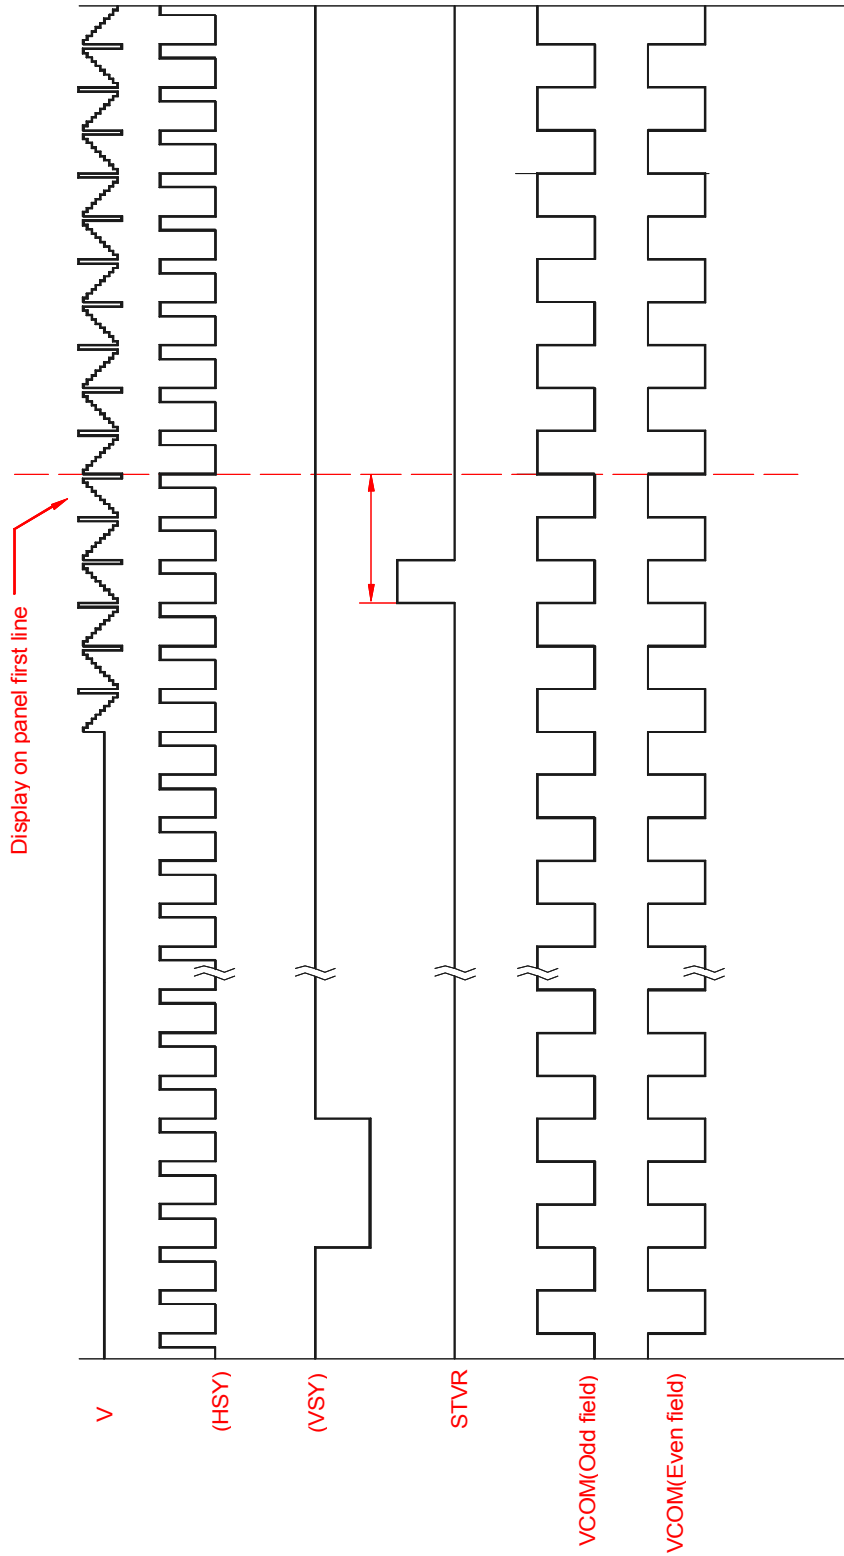 Display on panel first line
V
(HSY)
(VSY)
STVR
VCOM(Odd field)
VCOM(Even field)